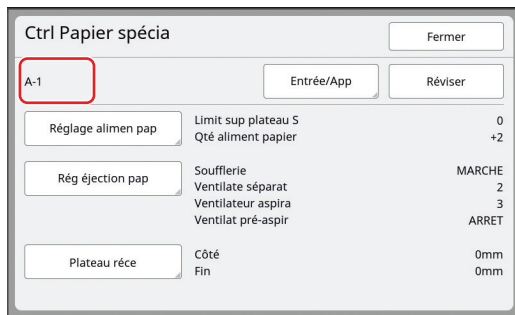 Ctrl Papier spécia
Fermer
A-1
Entrée/App
Réviser
Réglage alimen pap
Limit sup plateau S 0
Qté aliment papier +2
Rég éjection pap
Soufflerie MARCHE
Ventilate séparat 2
Ventilateur aspira 3
Ventilat pré-aspir ARRET
Plateau réce
Côté 0mm
Fin 0mm